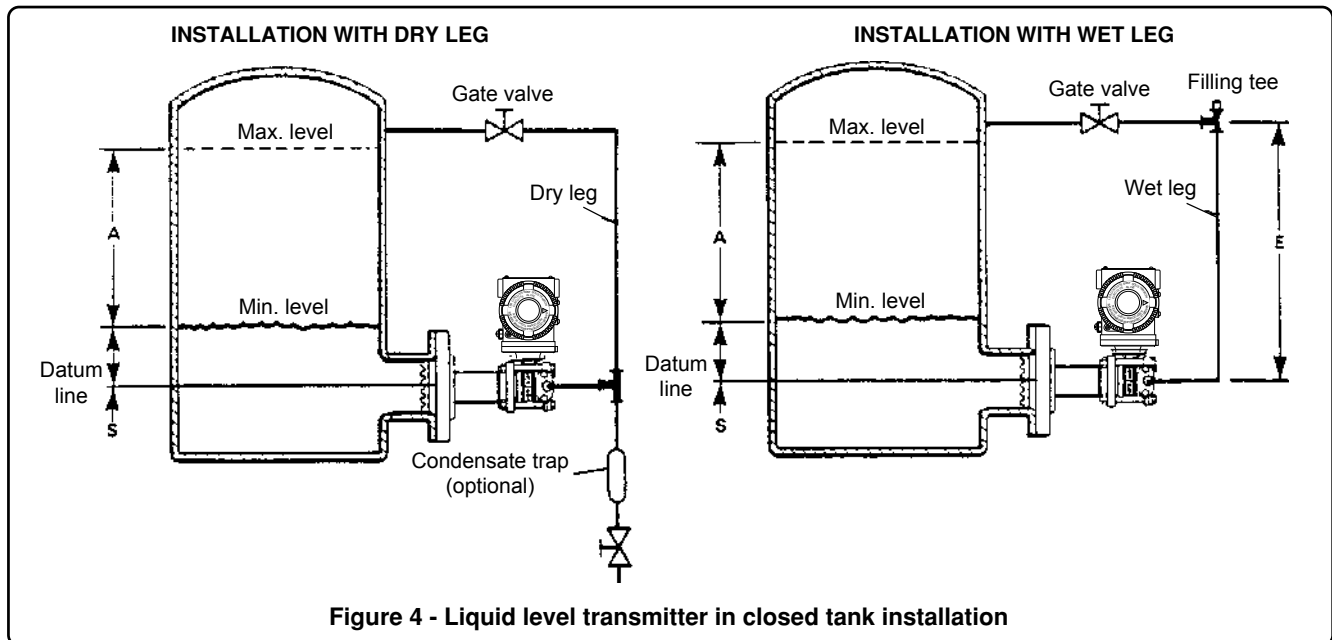 INSTALLATION WITH DRY LEG
Gate valve
Max. level
A
Dry leg
Min. level
Datum
line
S
Condensate trap
(optional)
INSTALLATION WITH WET LEG
Gate valve
Filling tee
Max. level
A
Wet leg
E
Min. level
Datum
line
S
Figure 4 - Liquid level transmitter in closed tank installation